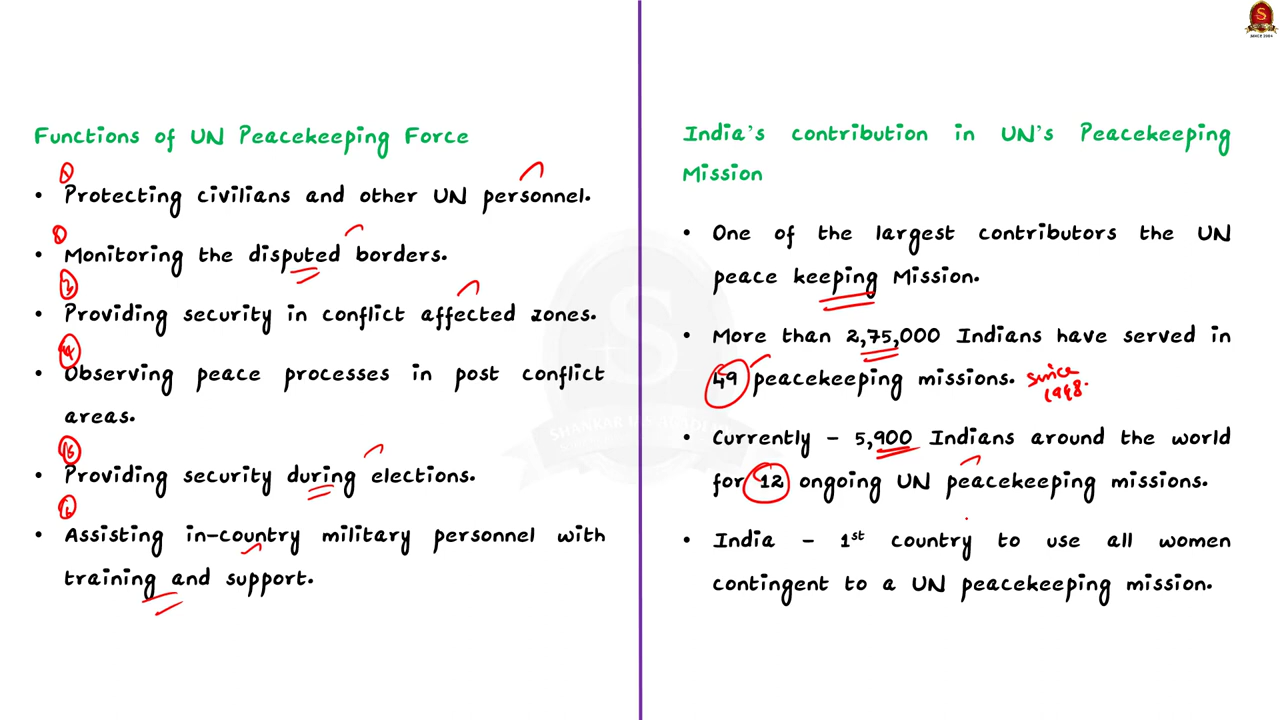 Functions of UN Peacekeeping Force
• Protecting civilians and other UN personnel.
• Monitoring the disputed borders.
• Providing security in conflict affected zones.
• Observing peace processes in post conflict
areas.
• Providing security during elections.
• Assisting in-country military personnel with
training and support.
India's contribution in UN's Peacekeeping
Mission
• One of the largest contributors the UN
peace keeping Mission.
• More than 2,75,000 Indians have served in
49 peacekeeping missions. since
1948.
• Currently - 5,900 Indians around the world
for 12 ongoing UN peacekeeping missions.
• India - 1st country to use all women
contingent to a UN peacekeeping mission.
S
SINCE 2004
SHANKAR IAS ACADEMY